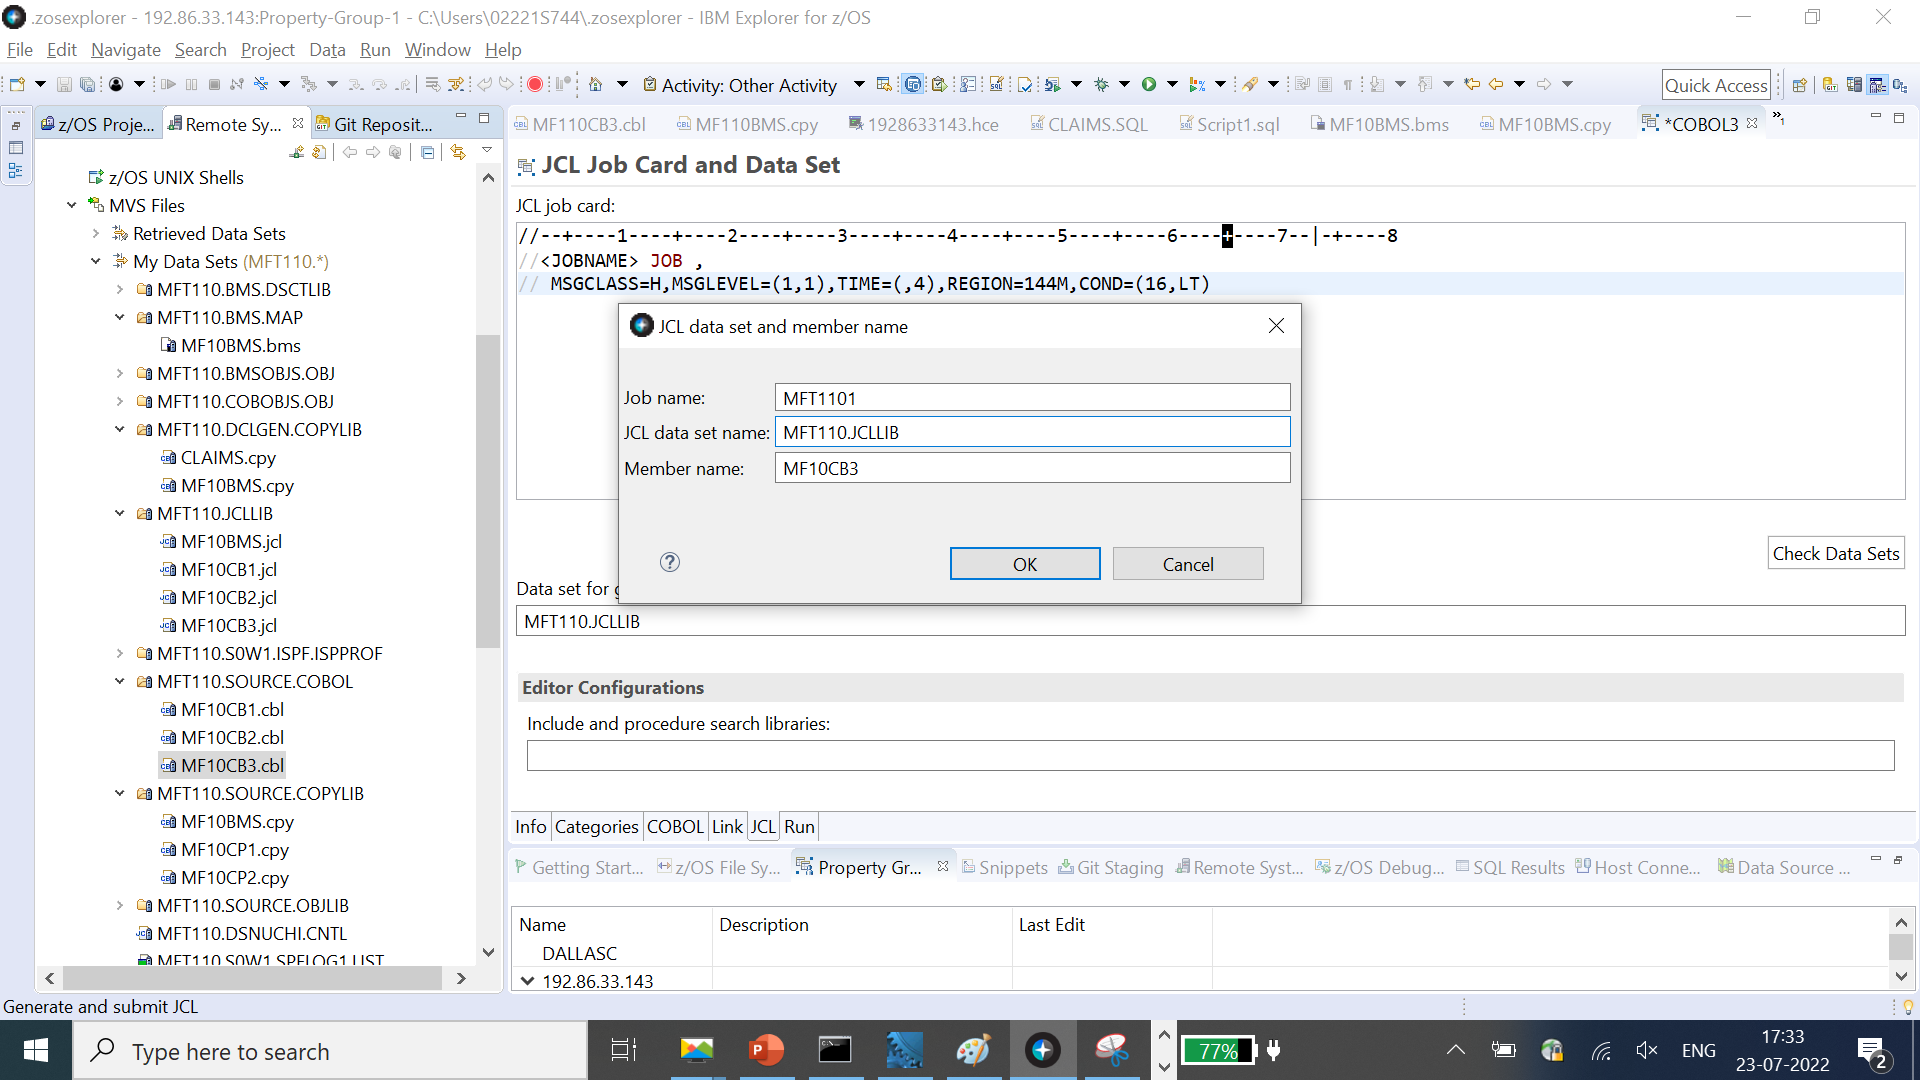 .zosexplorer - 192.86.33.143:Property-Group-1 - C:\Users\02221S744\.zosexplorer - IBM Explorer for z/OS
File Edit Navigate Search Project Data Run Window Help
Activity: Other Activity
Quick Access
z/OS Proje...
Remote Sy...
Git Reposit...
MF110CB3.cbl
MF110BMS.cpy
1928633143.hce
CLAIMS.SQL
Script1.sql
MF10BMS.bms
MF10BMS.cpy
*COBOL3
»1
z/OS UNIX Shells
MVS Files
Retrieved Data Sets
My Data Sets (MFT110.*)
MFT110.BMS.DSCTLIB
MFT110.BMS.MAP
MF10BMS.bms
MFT110.BMSOBJS.OBJ
MFT110.COBOBJS.OBJ
MFT110.DCLGEN.COPYLIB
CLAIMS.cpy
MF10BMS.cpy
MFT110.JCLLIB
MF10BMS.jcl
MF10CB1.jcl
MF10CB2.jcl
MF10CB3.jcl
MFT110.S0W1.ISPF.ISPPROF
MFT110.SOURCE.COBOL
MF10CB1.cbl
MF10CB2.cbl
MF10CB3.cbl
MFT110.SOURCE.COPYLIB
MF10BMS.cpy
MF10CP1.cpy
MF10CP2.cpy
MFT110.SOURCE.OBJLIB
MFT110.DSNUCHI.CNTL
MFT110.S0W1.SPFLOG1.LIST
JCL Job Card and Data Set
JCL job card:
//--+----1----+----2----+----3----+----4----+----5----+----6----+----7--|-+----8
//<JOBNAME> JOB ,
// MSGCLASS=H,MSGLEVEL=(1,1),TIME=(,4),REGION=144M,COND=(16,LT)
JCL data set and member name
Job name: MFT1101
JCL data set name: MFT110.JCLLIB
Member name: MF10CB3
OK
Cancel
Check Data Sets
Data set for g
MFT110.JCLLIB
Editor Configurations
Include and procedure search libraries:
Info Categories COBOL Link JCL Run
Getting Start...
z/OS File Sy...
Property Gr...
Snippets
Git Staging
Remote Syst...
z/OS Debug...
SQL Results
Host Conne...
Data Source ...
Name Description Last Edit
DALLASC
192.86.33.143
Generate and submit JCL
Type here to search
77%
ENG
17:33
23-07-2022
2